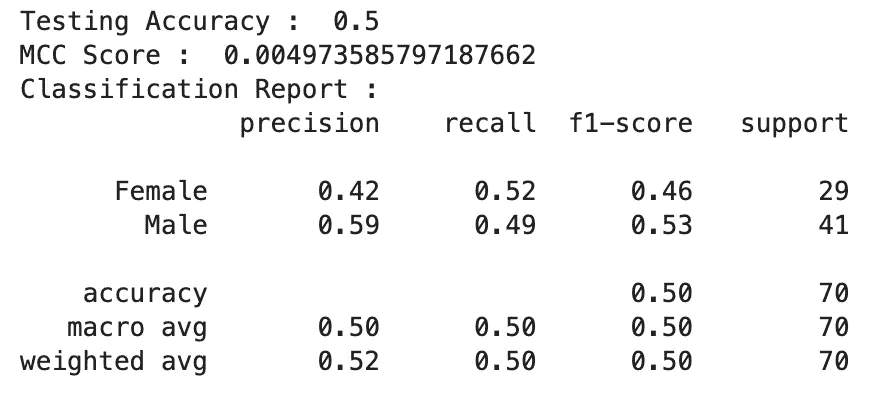 Testing Accuracy :  0.5
MCC Score :  0.004973585797187662
Classification Report :
              precision    recall  f1-score   support

      Female       0.42      0.52      0.46        29
        Male       0.59      0.49      0.53        41

    accuracy                           0.50        70
   macro avg       0.50      0.50      0.50        70
weighted avg       0.52      0.50      0.50        70